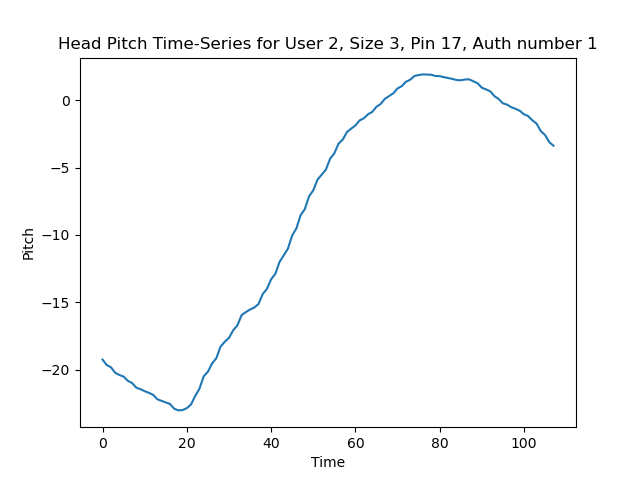 Head Pitch Time-Series for User 2, Size 3, Pin 17, Auth number 1
Pitch
0
−5
−10
−15
−20
0 20 40 60 80 100
Time